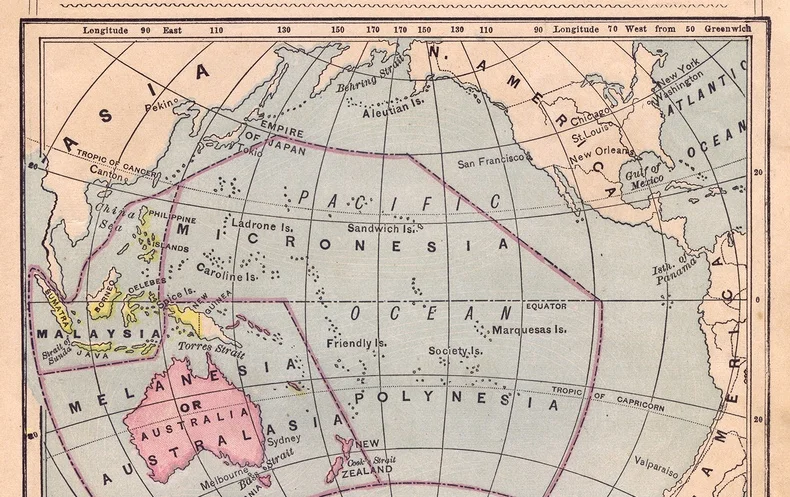 Longitude 90 East 110 130 150 170 170 150 130 110 90 Longitude 70 West from 50 Greenwich
N. AMERICA
ASIA
Behring Strait
Aleutian Is.
Pekin
EMPIRE
OF JAPAN
Tokio
New York
Washington
Chicago
St. Louis
New Orleans
San Francisco
ATLANTIC
OCEAN
Gulf of
Mexico
TROPIC OF CANCER
Canton
20
20
China
Sea
PHILIPPINE
ISLANDS
PACIFIC
Ladrone Is.
Sandwich Is.
MICRONESIA
Caroline Is.
Isth. of
Panama
SUMATRA
BORNEO
CELEBES
NEW
GUINEA
MALAYSIA
Strait of
Sunda
JAVA
Torres Strait
OCEAN
EQUATOR
0
Marquesas Is.
Friendly Is.
Society Is.
MELANESIA
OR
AUSTRALIA
AUSTRALASIA
POLYNESIA
TROPIC OF CAPRICORN
20
20
Sydney
Melbourne
Bass Strait
NEW
Cook Strait
ZEALAND
Valparaiso
AMERICA